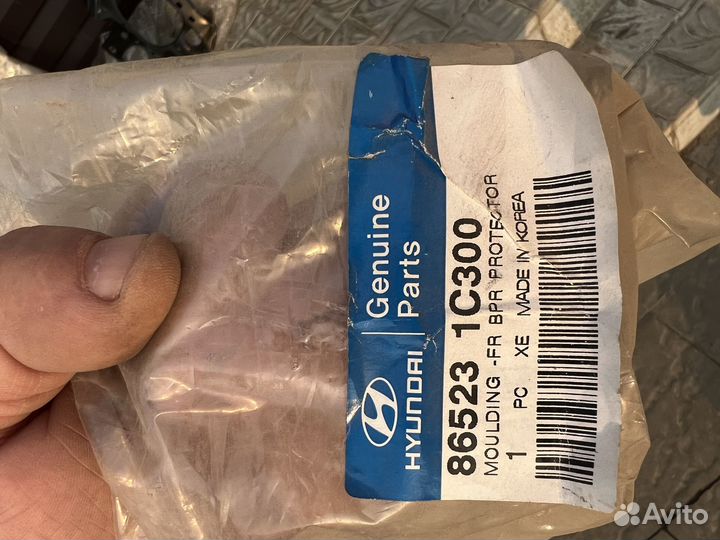 HYUNDAI
Genuine
Parts
86523 1C300
MOULDING -FR BPR PROTECTOR
1 PC XE MADE IN KOREA
Avito